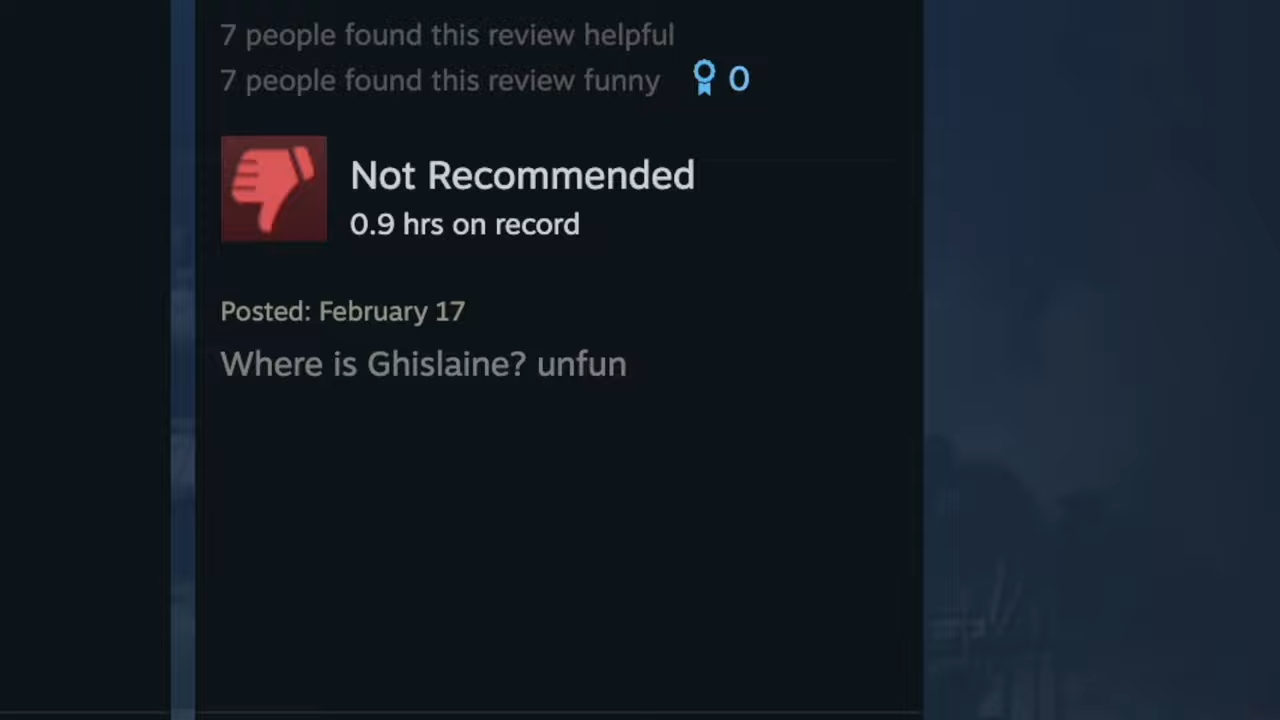 7 people found this review helpful
7 people found this review funny 0
Not Recommended
0.9 hrs on record
Posted: February 17
Where is Ghislaine? unfun